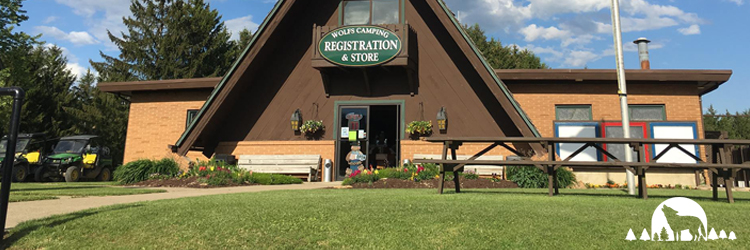 WOLF'S CAMPING
REGISTRATION
& STORE